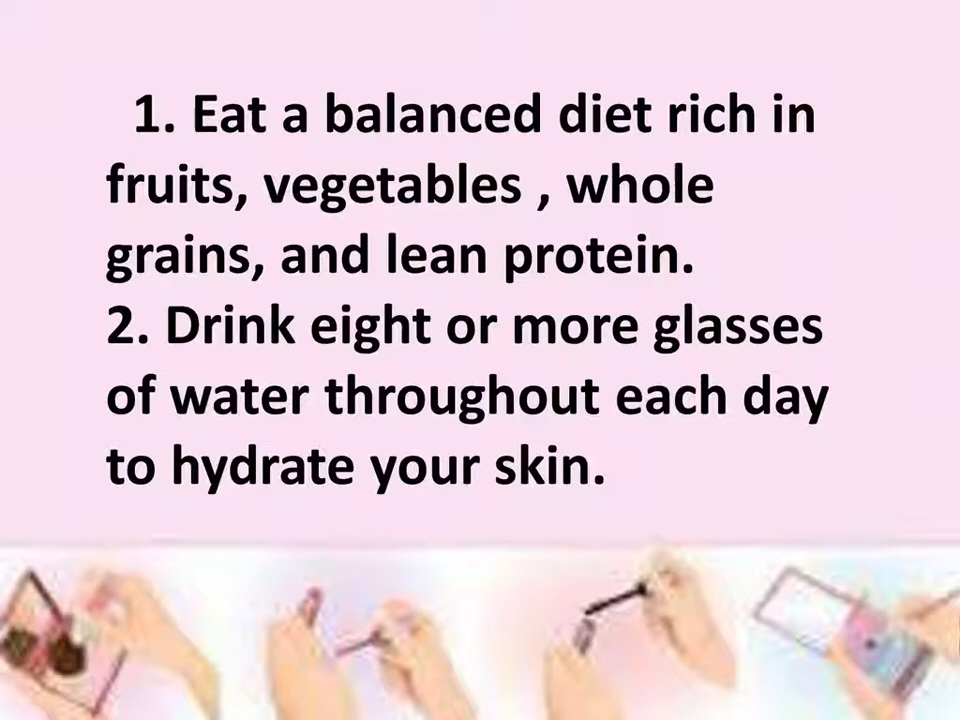 1. Eat a balanced diet rich in
fruits, vegetables , whole
grains, and lean protein.
2. Drink eight or more glasses
of water throughout each day
to hydrate your skin.